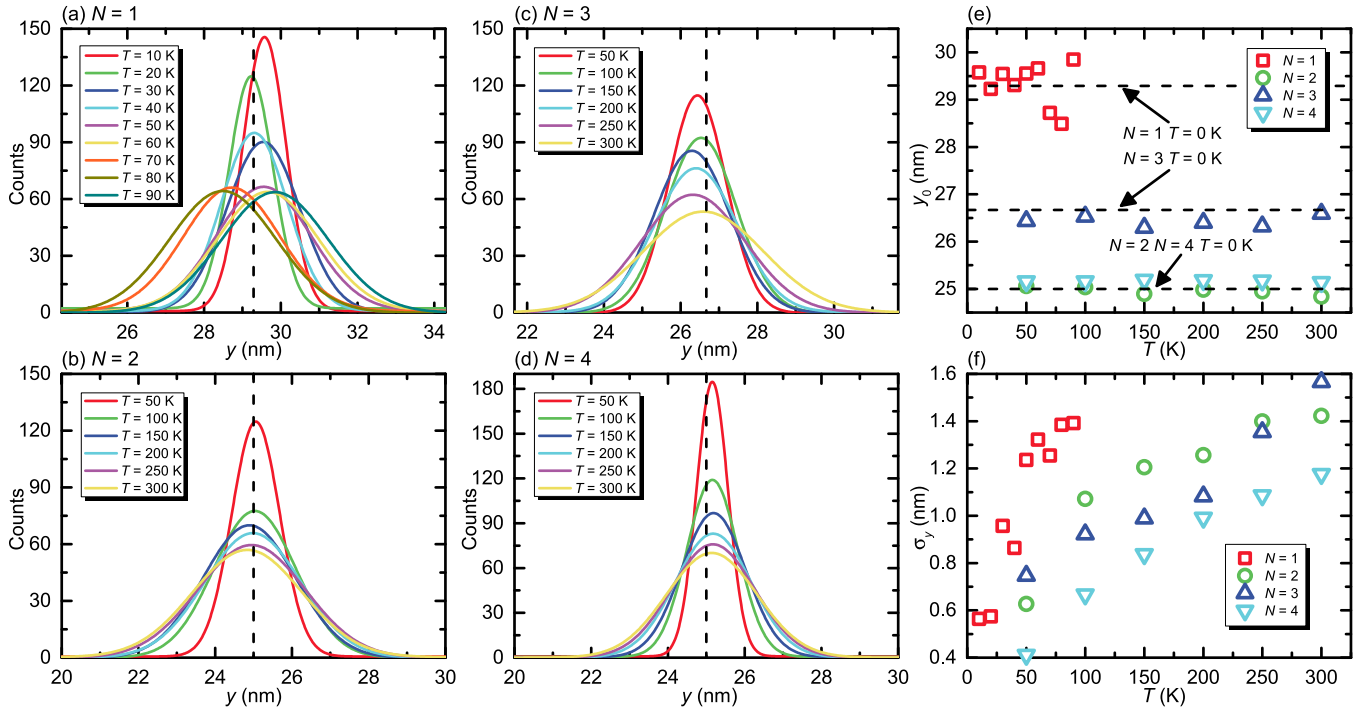 (a) N = 1
150
120
90
60
30
0
Counts
T = 10 K
T = 20 K
T = 30 K
T = 40 K
T = 50 K
T = 60 K
T = 70 K
T = 80 K
T = 90 K
26 28 30 32 34
y (nm)
(b) N = 2
150
120
90
60
30
0
Counts
T = 50 K
T = 100 K
T = 150 K
T = 200 K
T = 250 K
T = 300 K
20 22 24 26 28 30
y (nm)
(c) N = 3
150
120
90
60
30
0
Counts
T = 50 K
T = 100 K
T = 150 K
T = 200 K
T = 250 K
T = 300 K
22 24 26 28 30
y (nm)
(d) N = 4
180
150
120
90
60
30
0
Counts
T = 50 K
T = 100 K
T = 150 K
T = 200 K
T = 250 K
T = 300 K
20 22 24 26 28 30
y (nm)
(e)
30
29
28
27
26
25
y0 (nm)
N = 1
N = 2
N = 3
N = 4
N = 1 T = 0 K
N = 3 T = 0 K
N = 2 N = 4 T = 0 K
50 100 150 200 250 300
T (K)
(f)
1.6
1.4
1.2
1.0
0.8
0.6
0.4
σy (nm)
N = 1
N = 2
N = 3
N = 4
50 100 150 200 250 300
T (K)